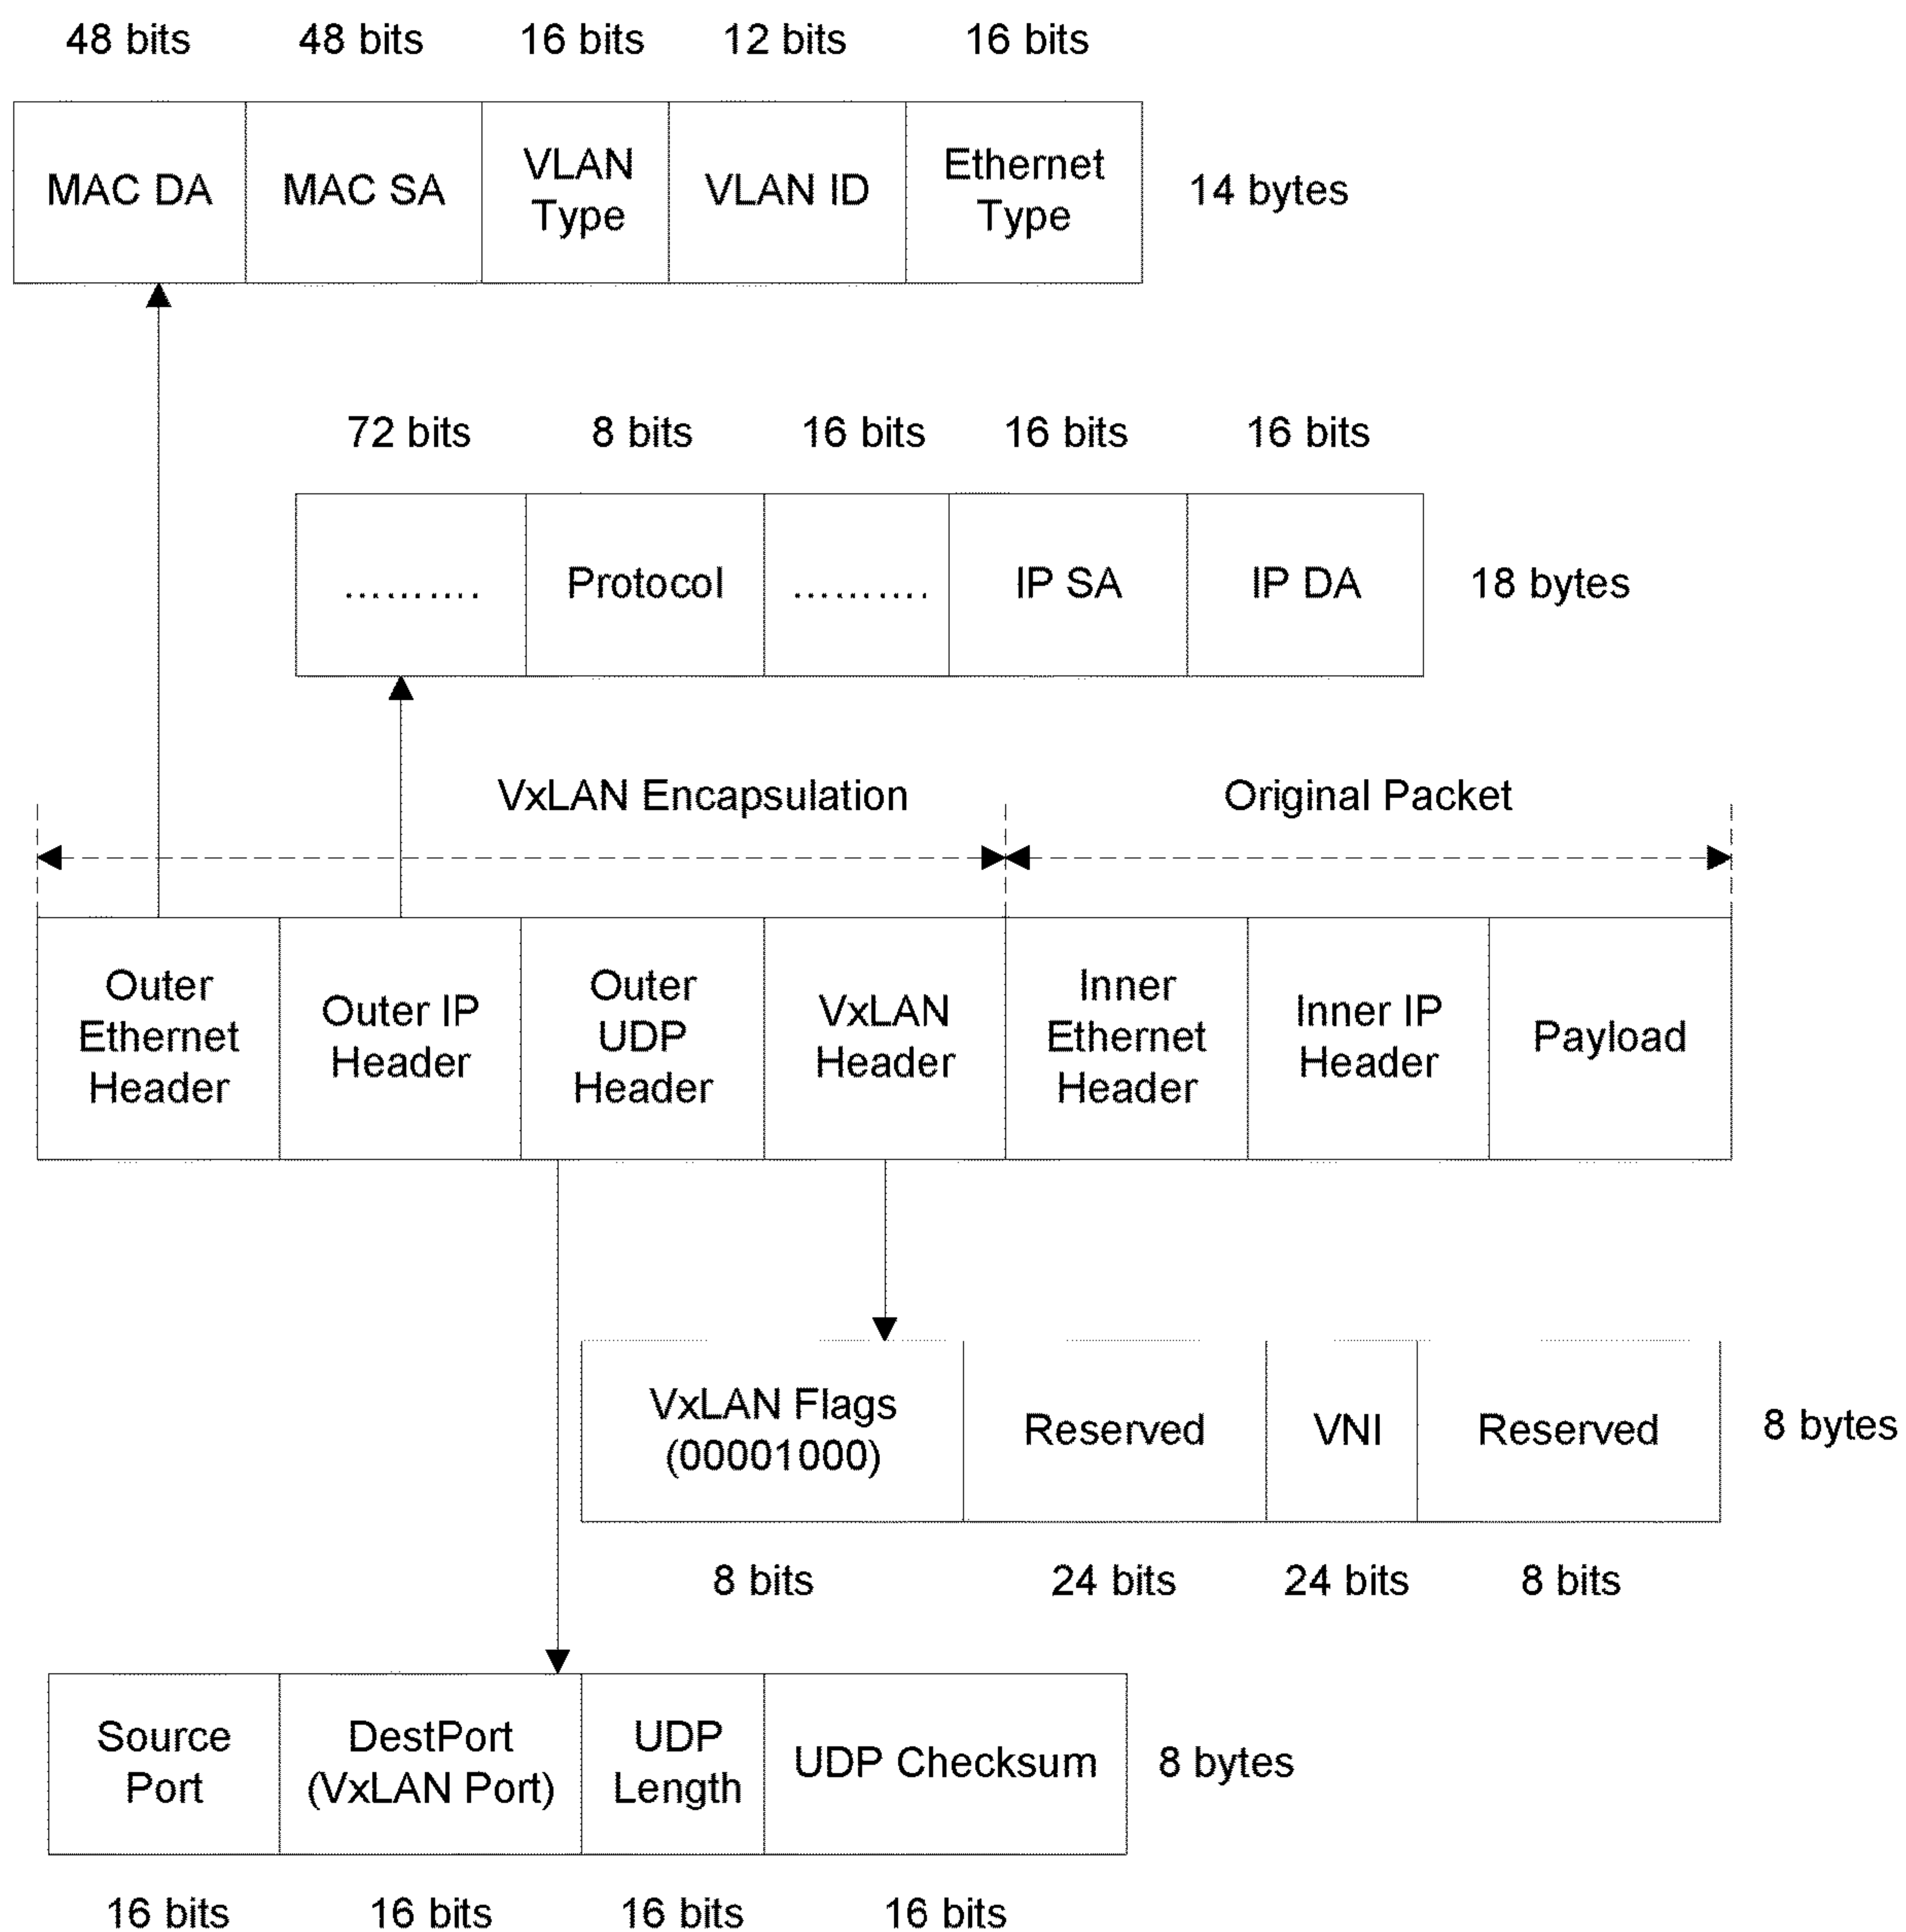 48 bits 48 bits 16 bits 12 bits 16 bits
MAC DA
MAC SA
VLAN
Type
VLAN ID
Ethernet
Type
14 bytes
72 bits 8 bits 16 bits 16 bits 16 bits
..........
Protocol
..........
IP SA
IP DA
18 bytes
VxLAN Encapsulation
Original Packet
Outer
Ethernet
Header
Outer IP
Header
Outer
UDP
Header
VxLAN
Header
Inner
Ethernet
Header
Inner IP
Header
Payload
VxLAN Flags
(00001000)
Reserved
VNI
Reserved
8 bytes
8 bits 24 bits 24 bits 8 bits
Source
Port
DestPort
(VxLAN Port)
UDP
Length
UDP Checksum
8 bytes
16 bits 16 bits 16 bits 16 bits